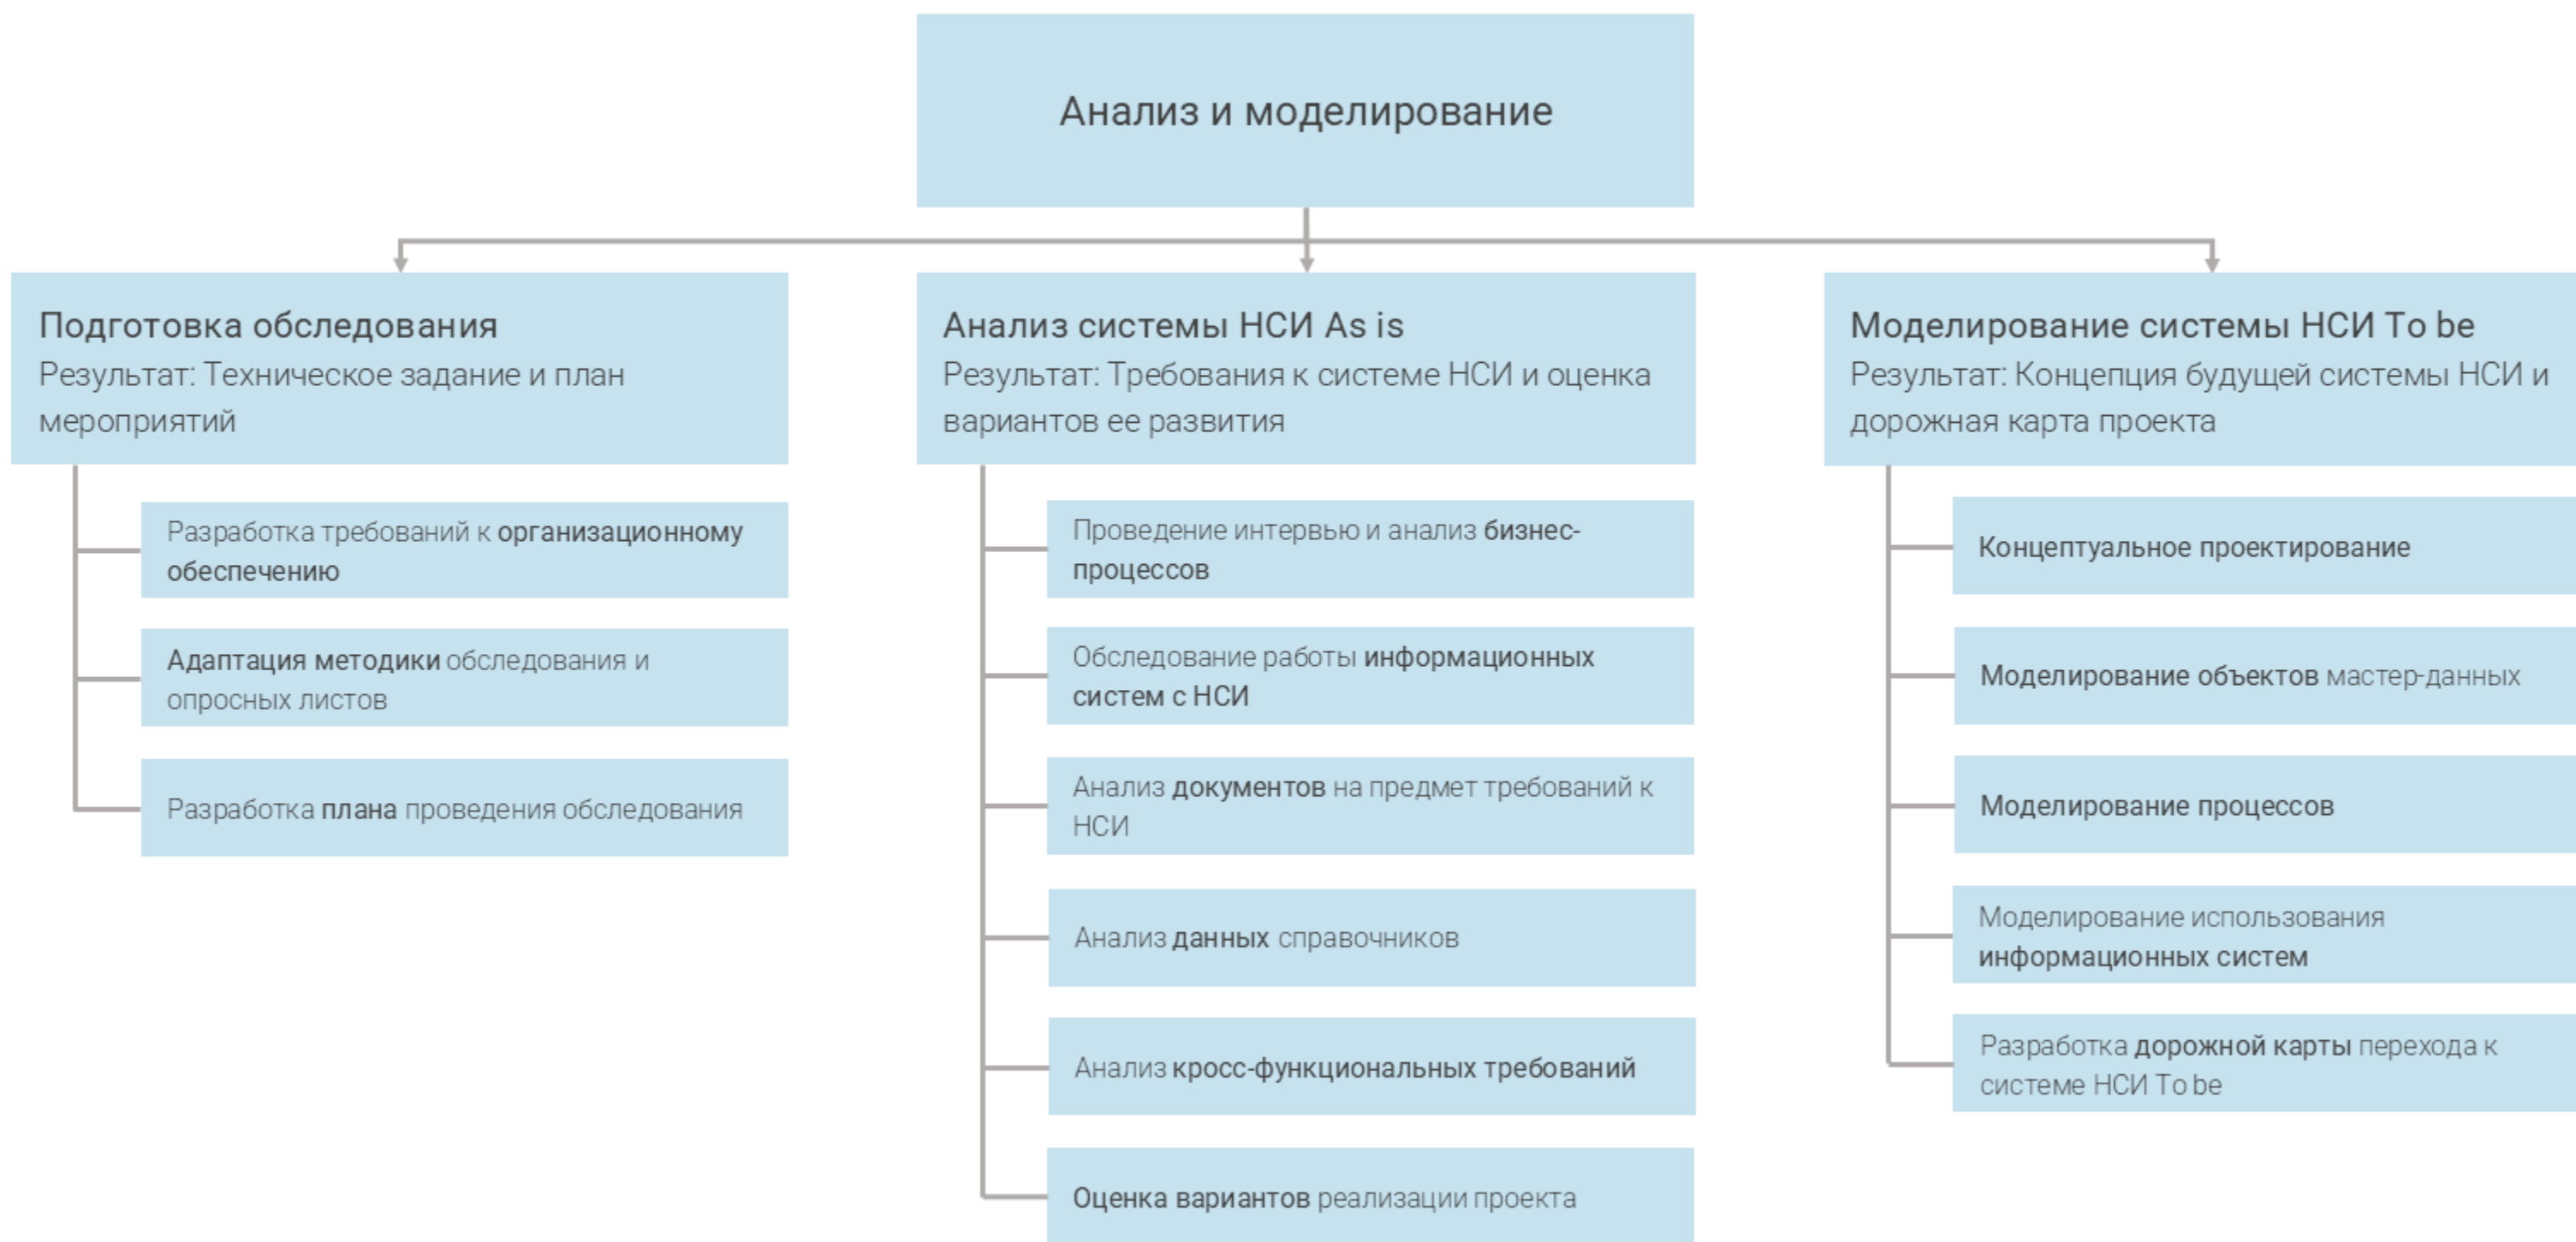 Анализ и моделирование
Подготовка обследования
Результат: Техническое задание и план
мероприятий
Разработка требований к организационному
обеспечению
Адаптация методики обследования и
опросных листов
Разработка плана проведения обследования
Анализ системы НСИ As is
Результат: Требования к системе НСИ и оценка
вариантов ее развития
Проведение интервью и анализ бизнес-
процессов
Обследование работы информационных
систем с НСИ
Анализ документов на предмет требований к
НСИ
Анализ данных справочников
Анализ кросс-функциональных требований
Оценка вариантов реализации проекта
Моделирование системы НСИ To be
Результат: Концепция будущей системы НСИ и
дорожная карта проекта
Концептуальное проектирование
Моделирование объектов мастер-данных
Моделирование процессов
Моделирование использования
информационных систем
Разработка дорожной карты перехода к
системе НСИ To be